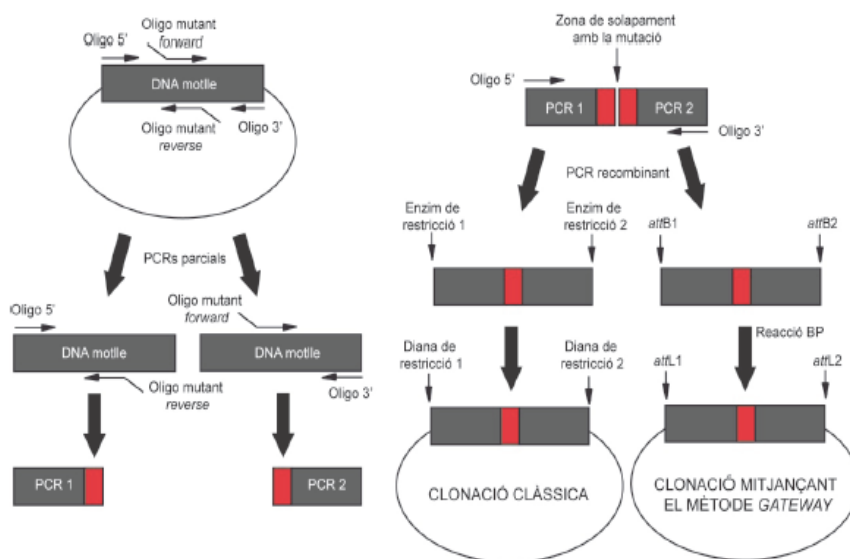 Oligo mutant
forward
Oligo 5'
DNA motlle
Oligo mutant
reverse
Oligo 3'
PCRs parcials
Oligo 5'
Oligo mutant
forward
DNA motlle
DNA motlle
Oligo mutant
reverse
Oligo 3'
PCR 1
PCR 2
Zona de solapament
amb la mutació
Oligo 5'
PCR 1
PCR 2
Oligo 3'
PCR recombinant
Enzim de
restricció 1
Enzim de
restricció 2
attB1
attB2
Reacció BP
Diana de
restricció 1
Diana de
restricció 2
attL1
attL2
CLONACIÓ CLÀSSICA
CLONACIÓ MITJANÇANT
EL MÈTODE GATEWAY